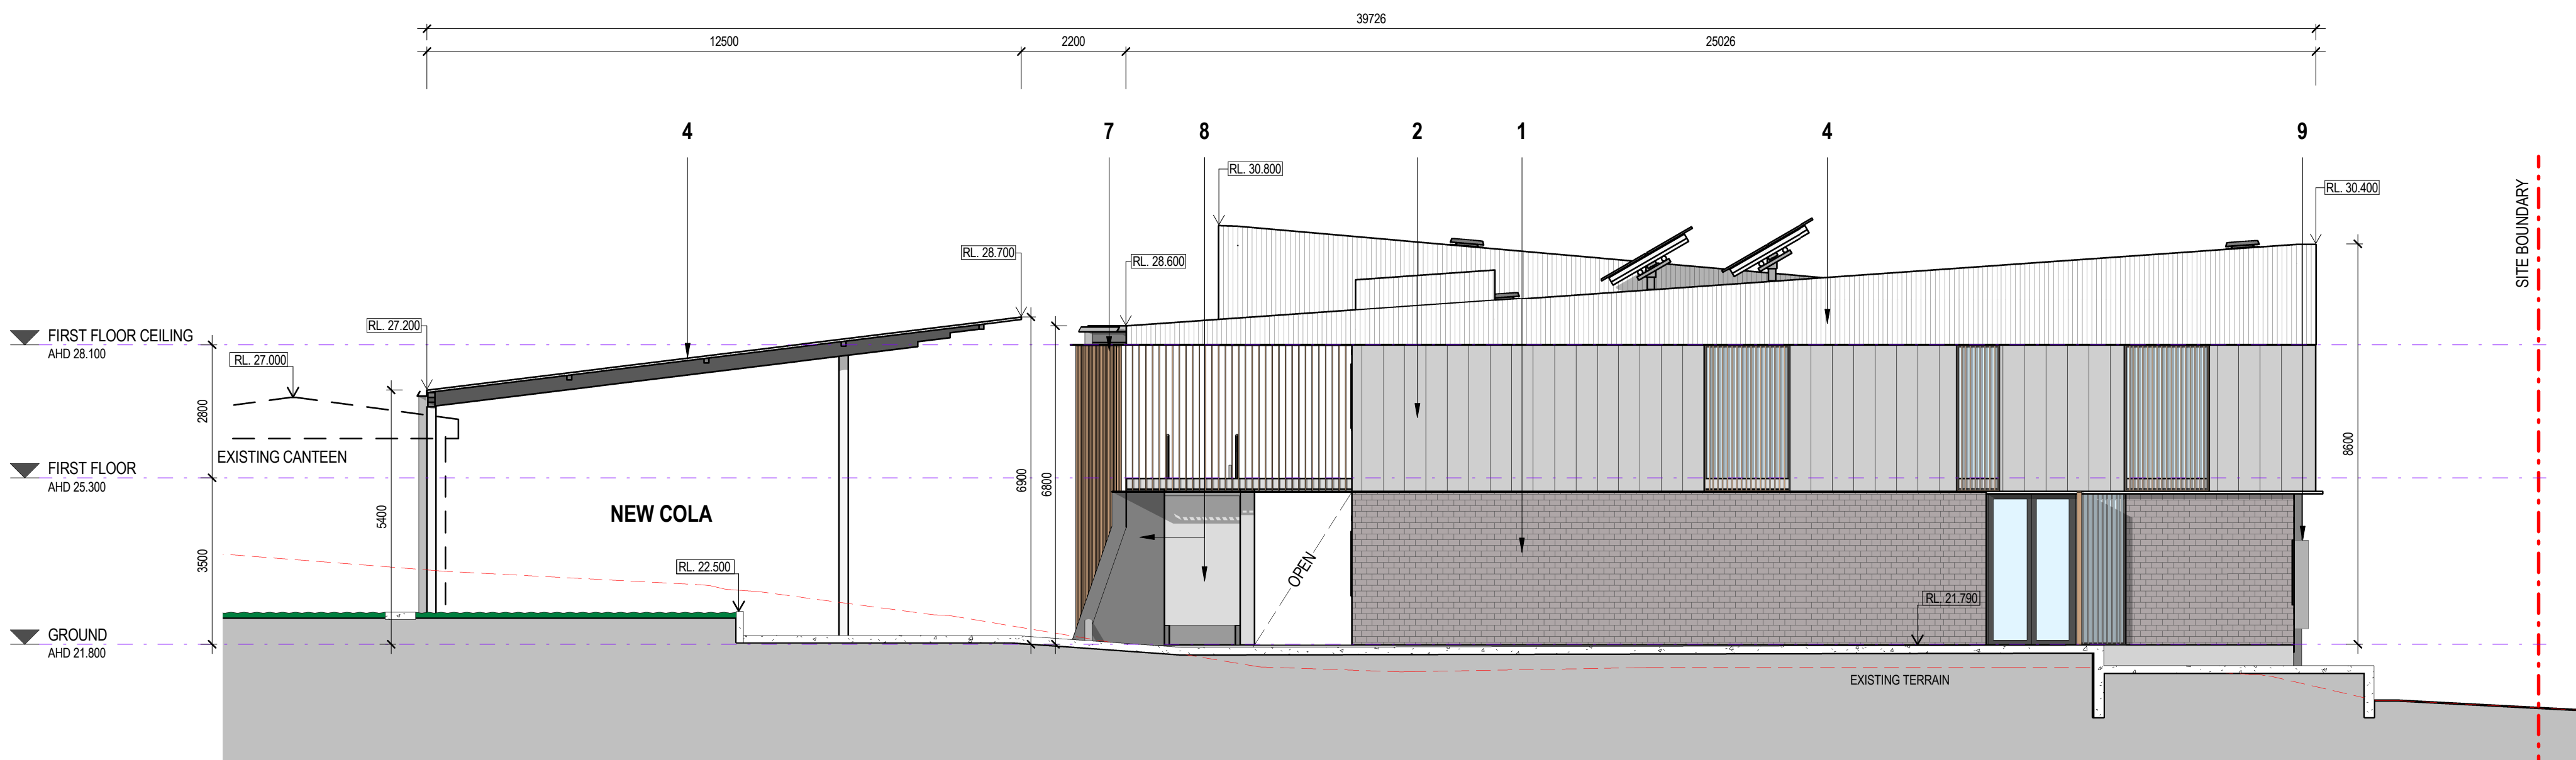 39726
12500
2200
25026
4
7
8
2
1
4
9
RL. 30.800
RL. 30.400
SITE BOUNDARY
RL. 28.700
RL. 28.600
RL. 27.200
FIRST FLOOR CEILING
AHD 28.100
RL. 27.000
2800
EXISTING CANTEEN
FIRST FLOOR
AHD 25.300
8600
6900
6800
5400
NEW COLA
3500
RL. 22.500
OPEN
RL. 21.790
GROUND
AHD 21.800
EXISTING TERRAIN